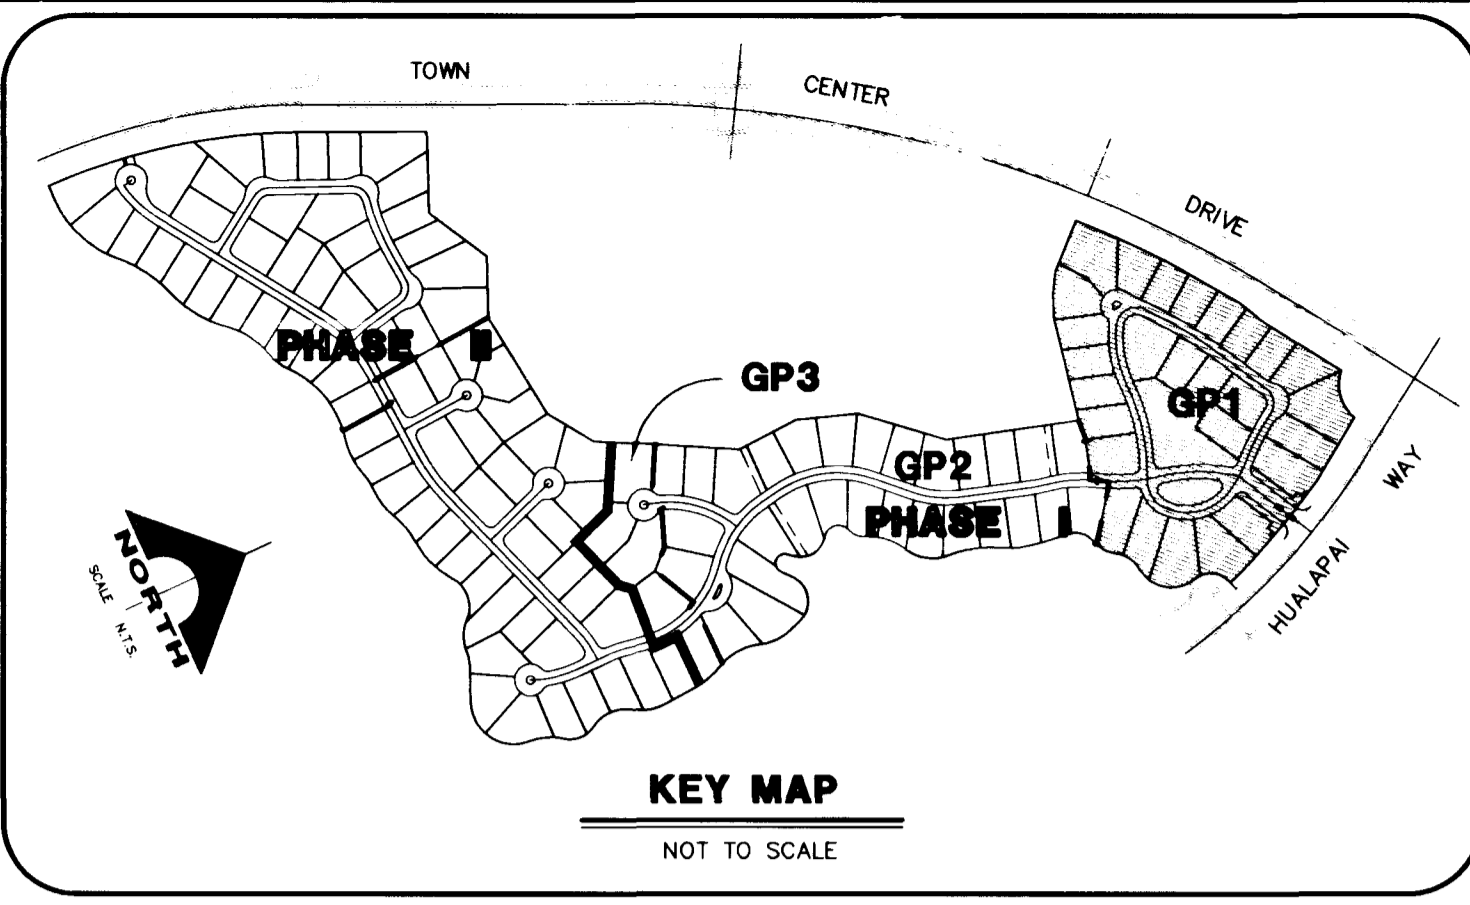 TOWN CENTER DRIVE
PHASE II
GP3
GP1
GP2
PHASE I
WAY
HUALAPAI
NORTH
SCALE N.T.S.
KEY MAP
NOT TO SCALE